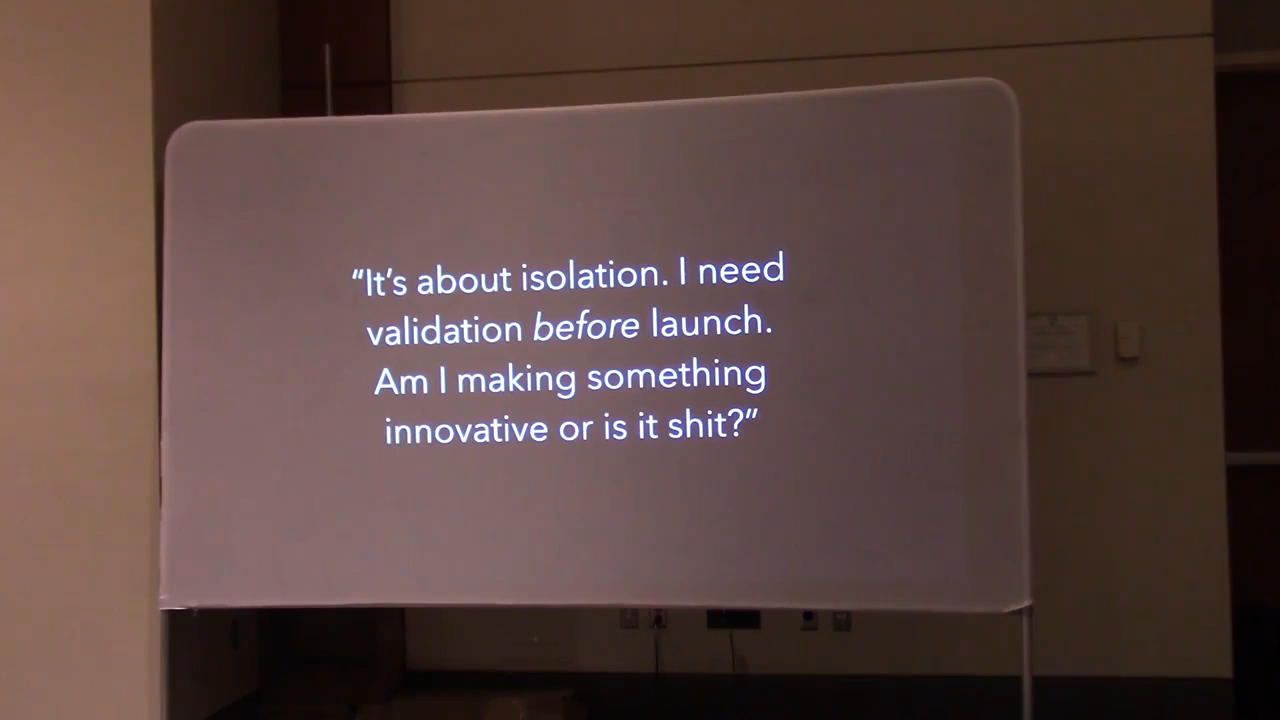 “It’s about isolation. I need
validation before launch.
Am I making something
innovative or is it shit?”